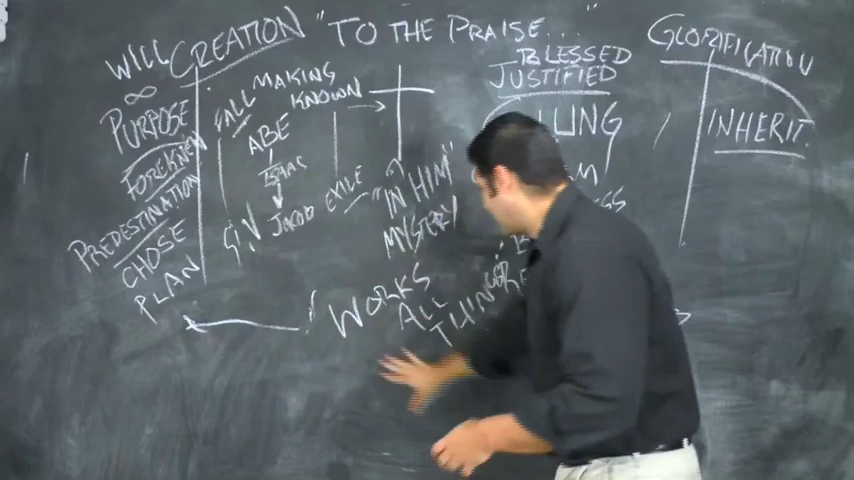 WILL
∞
PURPOSE
FOREKNEW
PREDESTINATION
CHOSE
PLAN
CREATION
"TO THE PRAISE..."
FALL
MAKING
KNOWN
ABE
ISAAC
JACOB
EXILE
"IN HIM"
MYSTERY
WORKS
ALL
BLESSED
JUSTIFIED
GLORIFICATION
INHERIT.